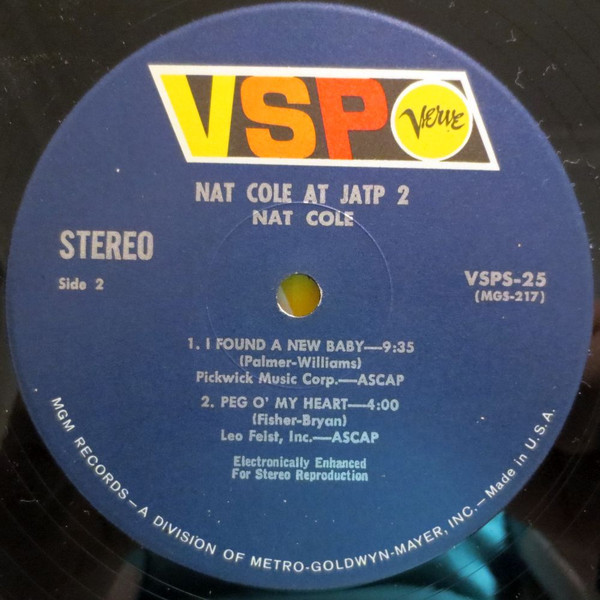 VSP Verve
NAT COLE AT JATP 2
NAT COLE
STEREO
Side 2
VSPS-25
(MGS-217)
1. I FOUND A NEW BABY—9:35
(Palmer-Williams)
Pickwick Music Corp.—ASCAP
2. PEG O' MY HEART—4:00
(Fisher-Bryan)
Leo Feist, Inc.—ASCAP
Electronically Enhanced
For Stereo Reproduction
MGM RECORDS—A DIVISION OF METRO-GOLDWYN-MAYER, INC.—Made in U.S.A.